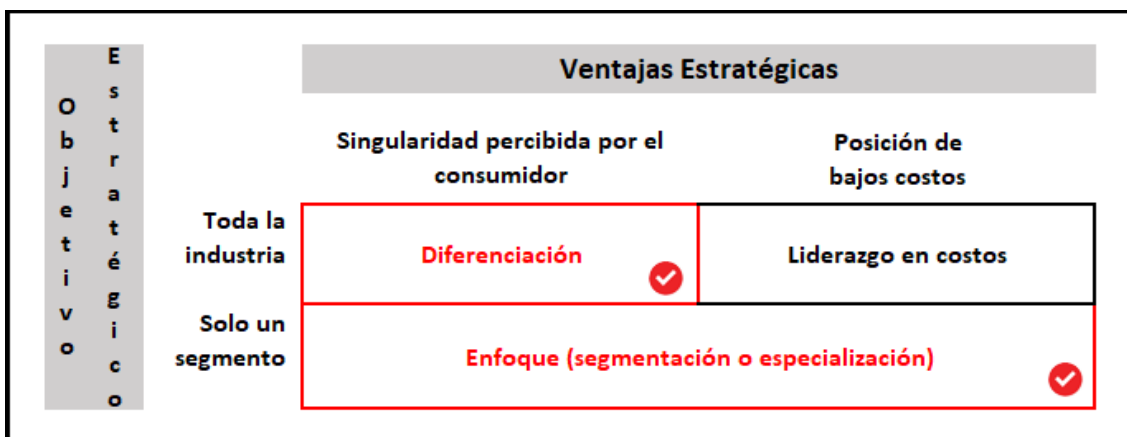 Objetivo
Estratégico
Ventajas Estratégicas
Singularidad percibida por el
consumidor
Posición de
bajos costos
Toda la
industria
Diferenciación
Liderazgo en costos
Solo un
segmento
Enfoque (segmentación o especialización)